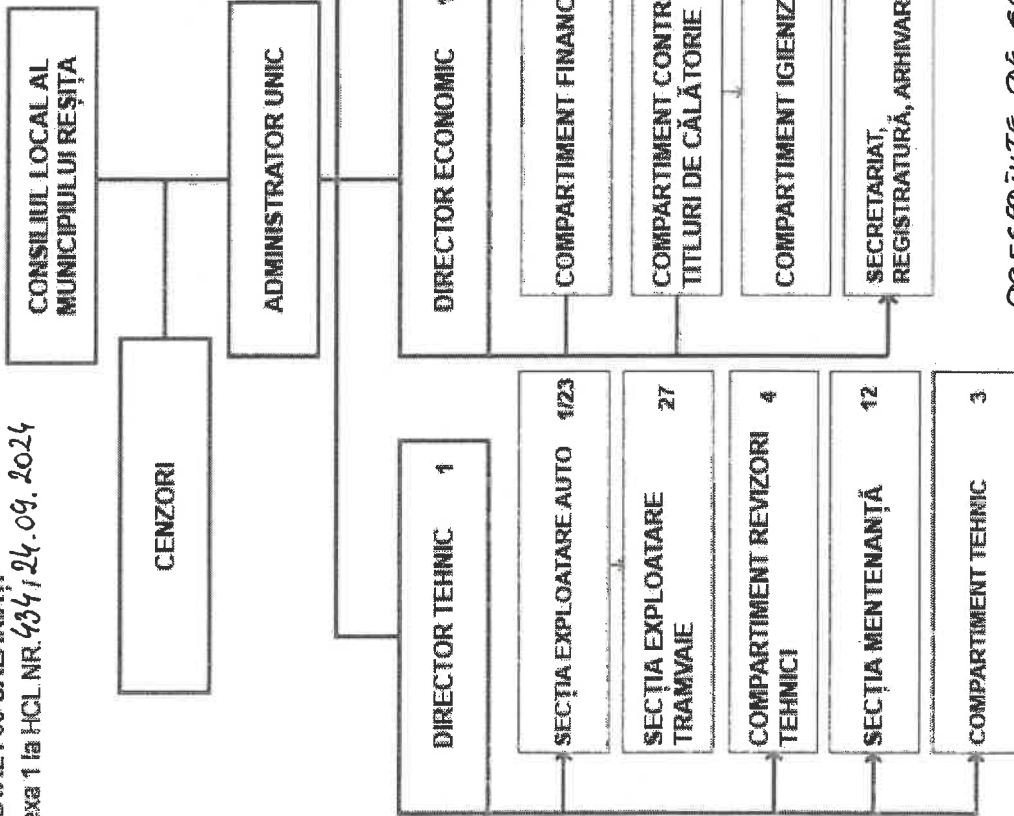 exa 1 la HCL.NR. 434 / 24.09.2024
CONSILIUL LOCAL AL
MUNICIPIULUI REȘIȚA
CENZORI
ADMINISTRATOR UNIC
DIRECTOR TEHNIC 1
DIRECTOR ECONOMIC
SECȚIA EXPLOATARE AUTO 1/23
SECȚIA EXPLOATARE
TRAMVAIE 27
COMPARTIMENT REVIZORI
TEHNICI 4
SECȚIA MENTENANȚĂ 12
COMPARTIMENT TEHNIC 3
COMPARTIMENT FINANC
COMPARTIMENT CONTR
TITLURI DE CĂLĂTORIE
COMPARTIMENT IGIENIZ
SECRETARIAT,
REGISTRATURĂ, ARHIVAR